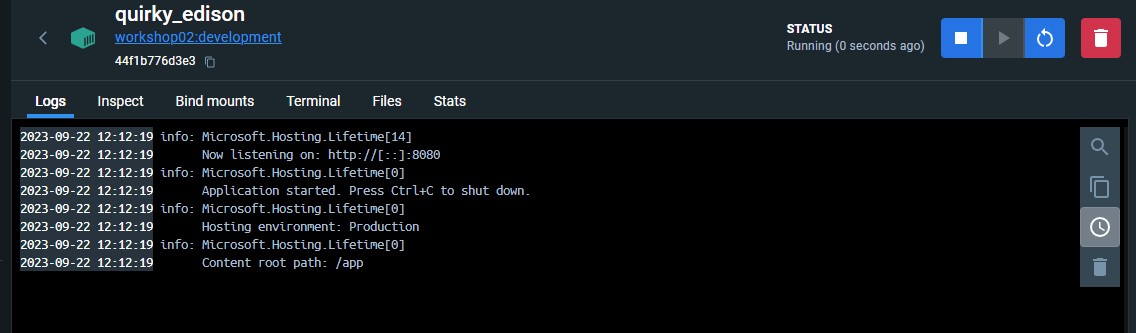 quirky_edison
workshop02:development
44f1b776d3e3
STATUS
Running (0 seconds ago)
Logs Inspect Bind mounts Terminal Files Stats
2023-09-22 12:12:19 info: Microsoft.Hosting.Lifetime[14]
2023-09-22 12:12:19 Now listening on: http://[::]:8080
2023-09-22 12:12:19 info: Microsoft.Hosting.Lifetime[0]
2023-09-22 12:12:19 Application started. Press Ctrl+C to shut down.
2023-09-22 12:12:19 info: Microsoft.Hosting.Lifetime[0]
2023-09-22 12:12:19 Hosting environment: Production
2023-09-22 12:12:19 info: Microsoft.Hosting.Lifetime[0]
2023-09-22 12:12:19 Content root path: /app